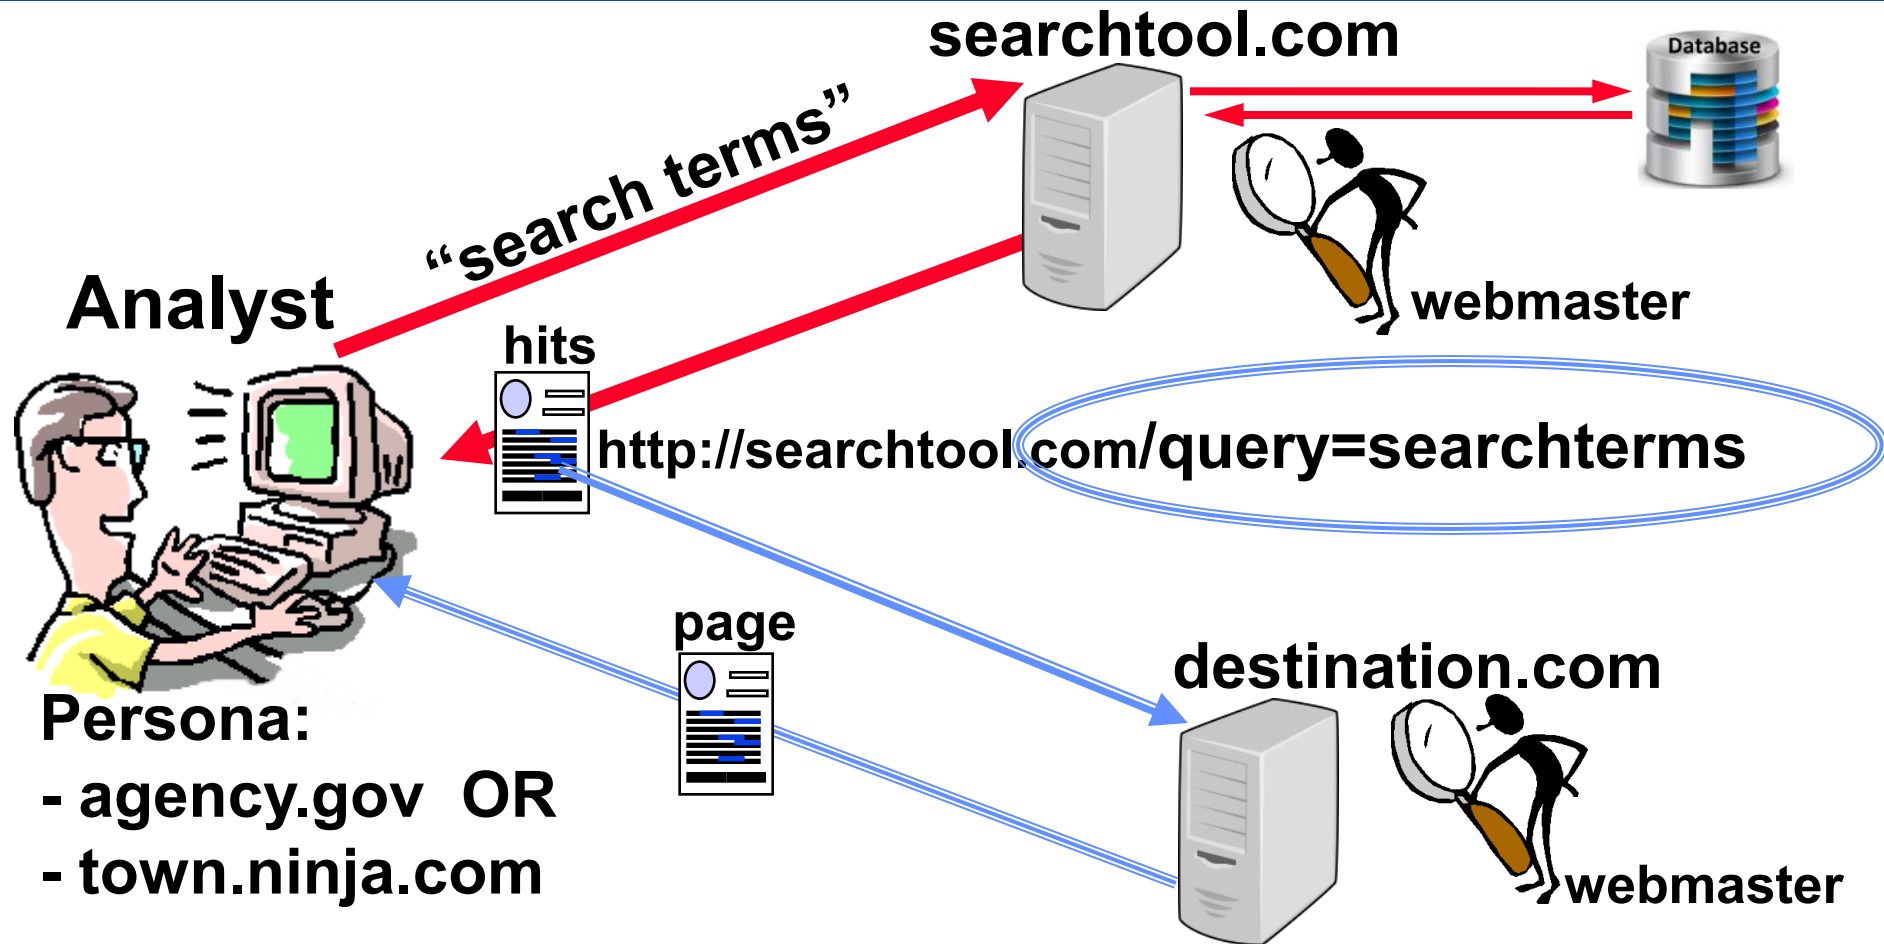 searchtool.com
Database
“search terms”
Analyst
webmaster
hits
http://searchtool.com/query=searchterms
page
destination.com
Persona:
- agency.gov OR
- town.ninja.com
webmaster